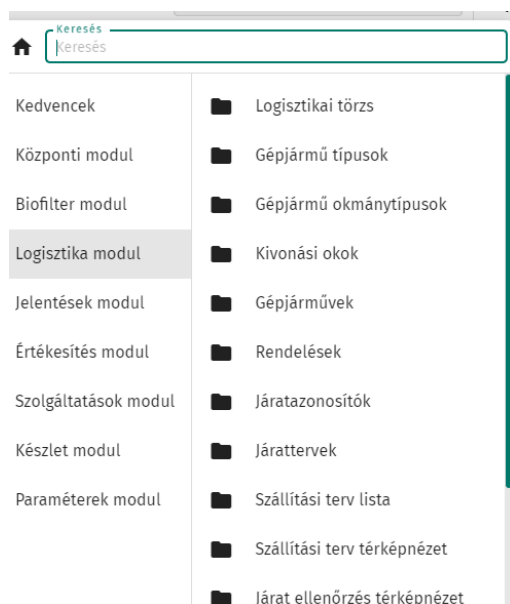 Keresés
Keresés
Kedvencek
Központi modul
Biofilter modul
Logisztika modul
Jelentések modul
Értékesítés modul
Szolgáltatások modul
Készlet modul
Paraméterek modul
Logisztikai törzs
Gépjármű típusok
Gépjármű okmánytípusok
Kivonási okok
Gépjárművek
Rendelések
Járatazonosítók
Járattervek
Szállítási terv lista
Szállítási terv térképnézet
Járat ellenőrzés térképnézet